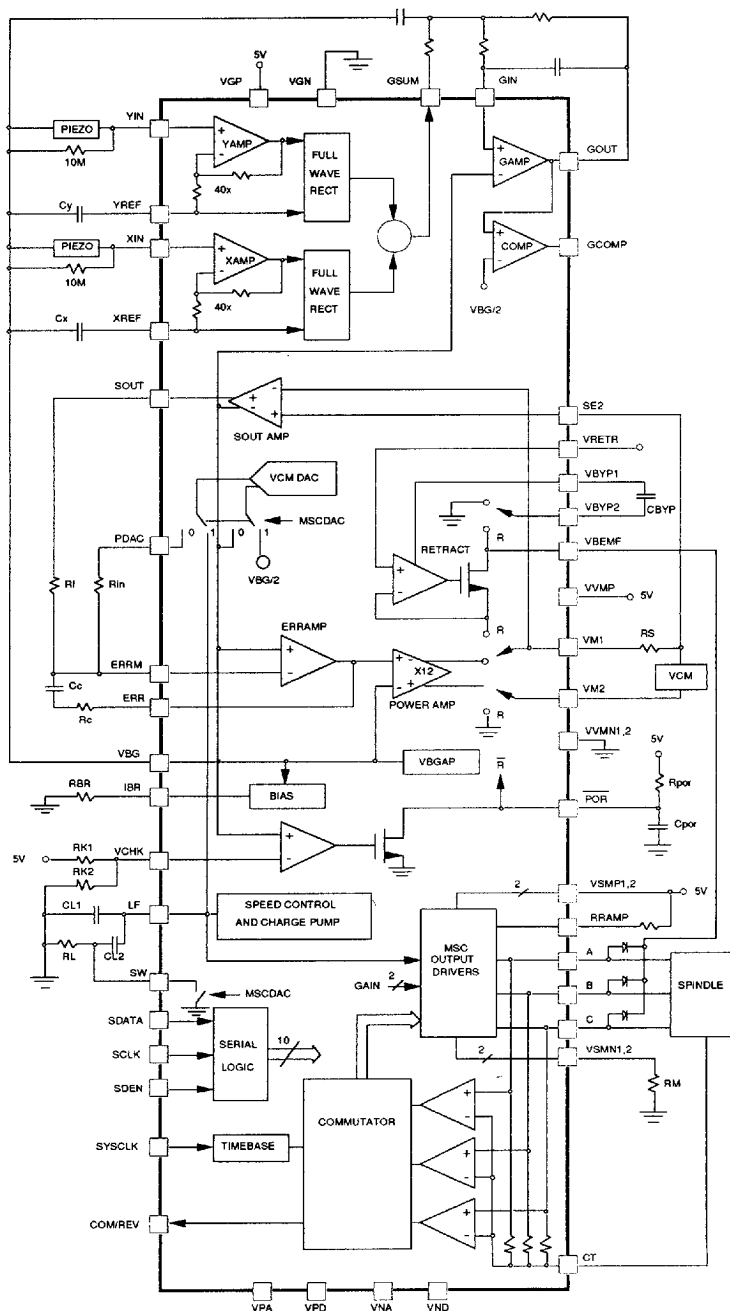 5V
VGP
VGN
GSUM
GIN
YIN
PIEZO
10M
YAMP
40x
FULL
WAVE
RECT
GAMP
GOUT
Cy
YREF
XIN
PIEZO
10M
XAMP
40x
FULL
WAVE
RECT
COMP
GCOMP
VBG/2
Cx
XREF
SOUT
SOUT AMP
SE2
VRETR
VBYP1
CBYP
VBYP2
VCM DAC
MSCDAC
0
1
0
1
PDAC
VBG/2
RETRACT
R
VBEMF
VVMP
5V
Rf
Rin
R
ERRAMP
VM1
RS
ERRM
X12
POWER AMP
VCM
Cc
ERR
Rc
VM2
R
VVMN1,2
5V
VBG
VBGAP
R
Rpor
RBR
IBR
BIAS
POR
Cpor
5V
RK1
VCHK
RK2
CL1
LF
SPEED CONTROL
AND CHARGE PUMP
2
VSMP1,2
5V
RRAMP
RL
CL2
MSC
OUTPUT
DRIVERS
A
B
C
SPINDLE
SW
MSCDAC
GAIN
2
SDATA
SCLK
SDEN
SERIAL
LOGIC
10
2
VSMN1,2
RM
COMMUTATOR
SYSCLK
TIMEBASE
COM/REV
CT
VPA
VPD
VNA
VND